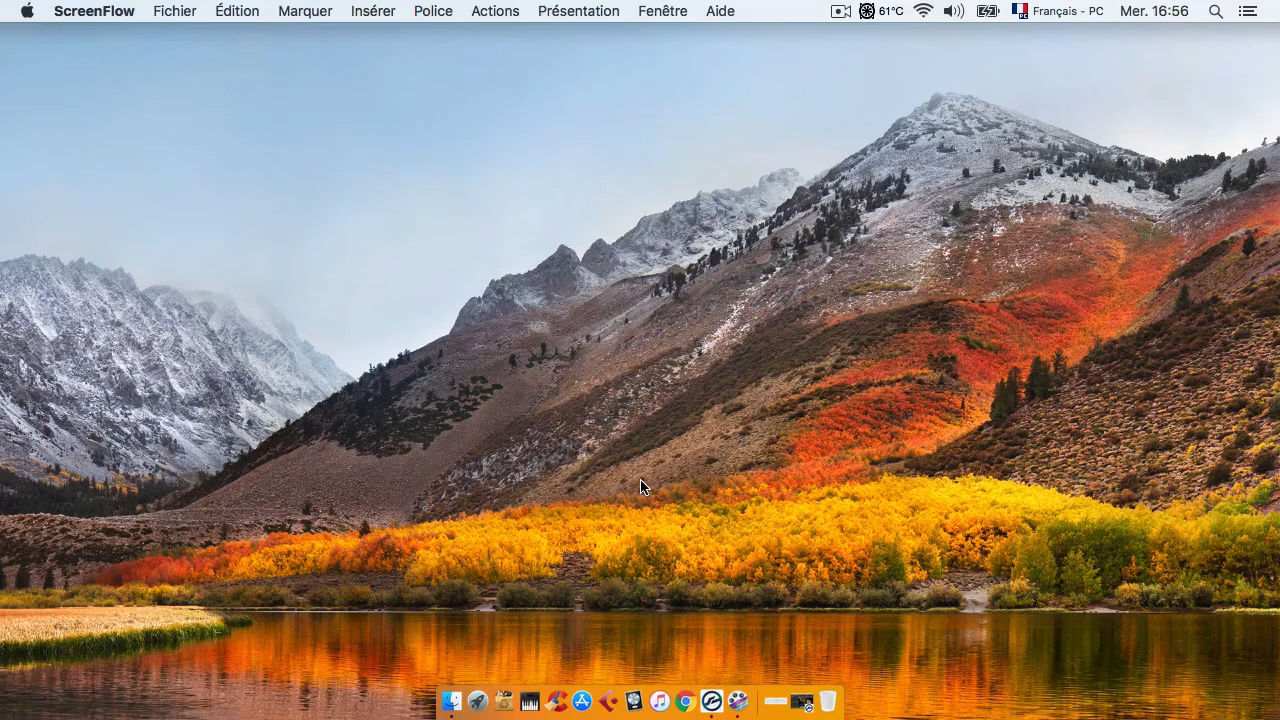 ScreenFlow Fichier Édition Marquer Insérer Police Actions Présentation Fenêtre Aide 61°C Français - PC Mer. 16:56